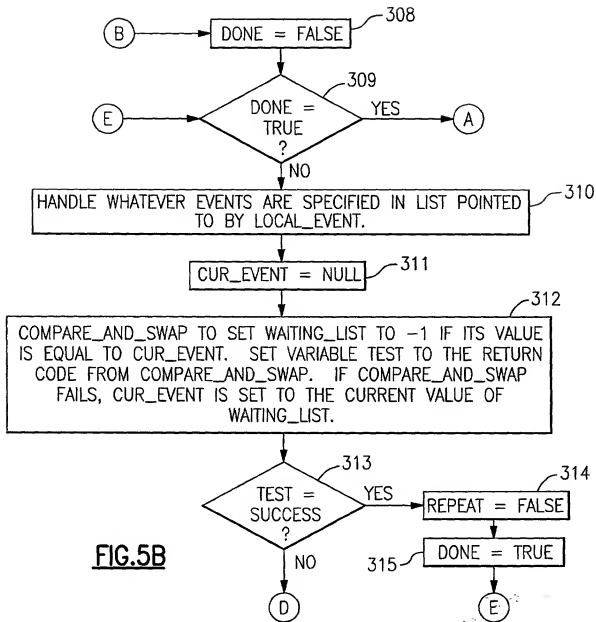 B
DONE = FALSE
308
309
E
DONE =
TRUE
?
YES
A
NO
HANDLE WHATEVER EVENTS ARE SPECIFIED IN LIST POINTED
TO BY LOCAL_EVENT.
310
CUR_EVENT = NULL
311
312
COMPARE_AND_SWAP TO SET WAITING_LIST TO -1 IF ITS VALUE
IS EQUAL TO CUR_EVENT. SET VARIABLE TEST TO THE RETURN
CODE FROM COMPARE_AND_SWAP. IF COMPARE_AND_SWAP
FAILS, CUR_EVENT IS SET TO THE CURRENT VALUE OF
WAITING_LIST.
313
TEST =
SUCCESS
?
YES
314
REPEAT = FALSE
315
DONE = TRUE
NO
FIG.5B
D
E